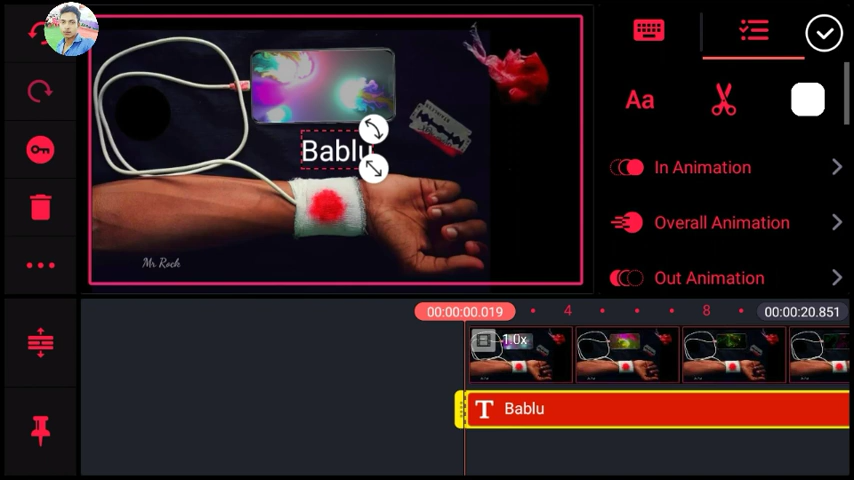 Aa
Bablu
In Animation
Overall Animation
Mr Rock
Out Animation
00:00:00.019
4
8
00:00:20.851
1.0x
T Bablu